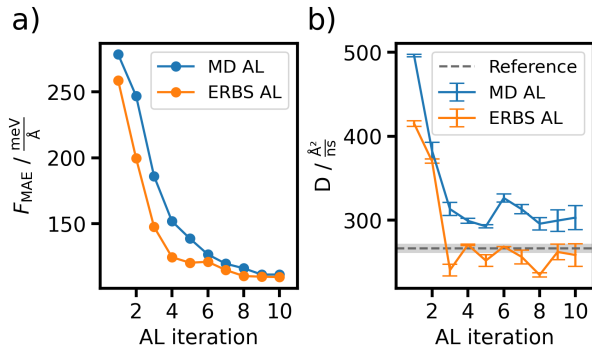 a)
F_MAE / meV/Å
250
200
150
2 4 6 8 10
AL iteration
MD AL
ERBS AL
b)
D / Å²/ns
500
400
300
2 4 6 8 10
AL iteration
Reference
MD AL
ERBS AL